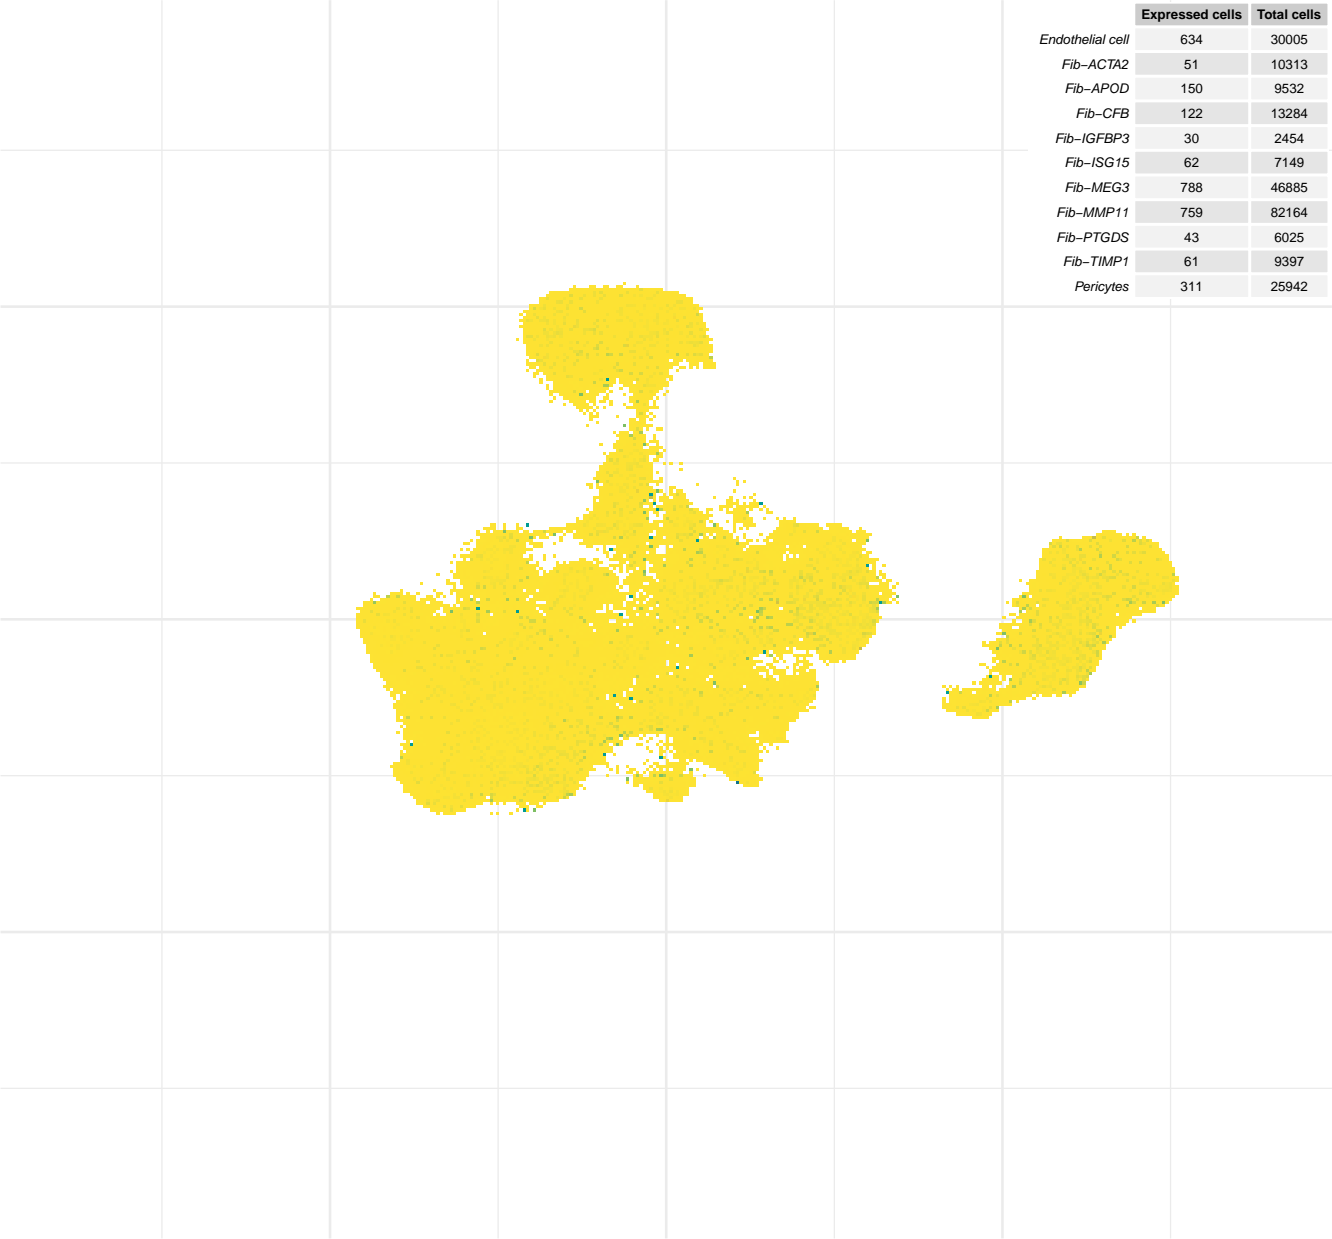 Expressed cells Total cells
Endothelial cell 634 30005
Fib−ACTA2 51 10313
Fib−APOD 150 9532
Fib−CFB 122 13284
Fib−IGFBP3 30 2454
Fib−ISG15 62 7149
Fib−MEG3 788 46885
Fib−MMP11 759 82164
Fib−PTGDS 43 6025
Fib−TIMP1 61 9397
Pericytes 311 25942